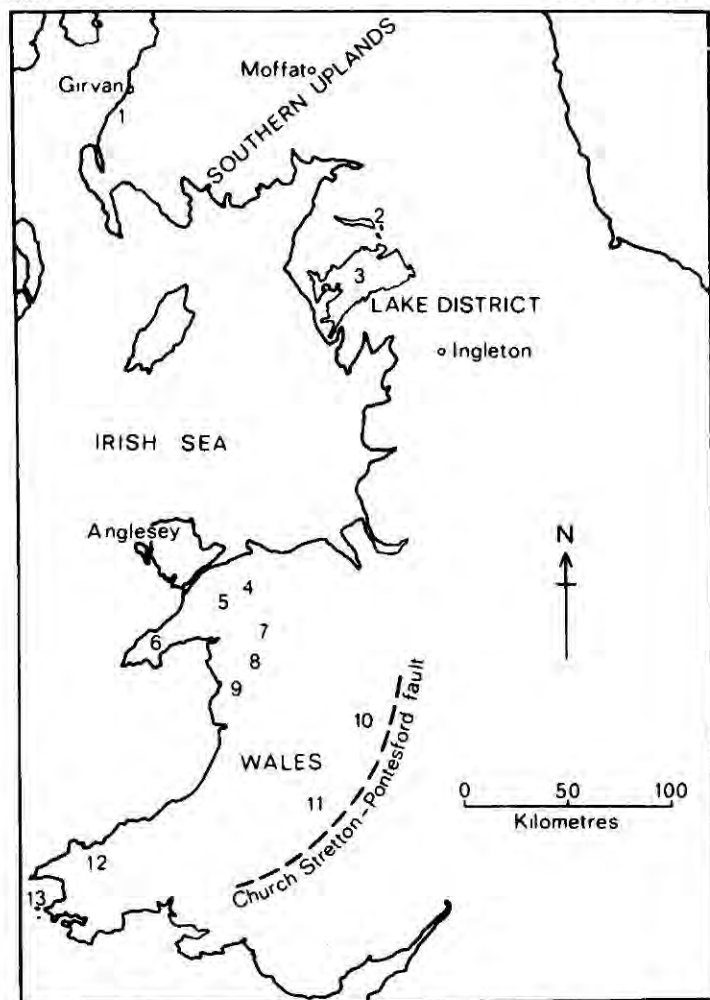 Moffat
Girvan
1
SOUTHERN UPLANDS
2
3
LAKE DISTRICT
Ingleton
IRISH SEA
Anglesey
N
4
5
7
6
8
9
10
Church Stretton-Pontesford fault
WALES
11
0 50 100
Kilometres
12
13